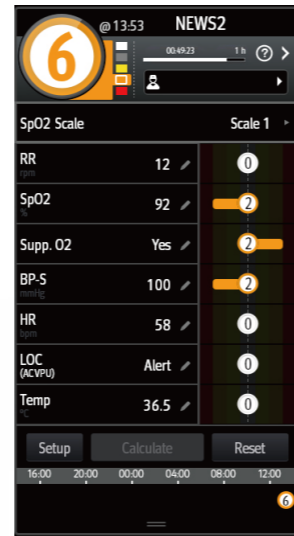 @ 13:53 NEWS2
6
00:49:23 1 h ?
SpO2 Scale Scale 1
RR 12 0
rpm
SpO2 92 2
%
Supp. O2 Yes 2
BP-S 100 2
mmHg
HR 58 0
bpm
LOC Alert 0
(ACVPU)
Temp 36.5 0
°C
Setup Calculate Reset
16:00 20:00 00:00 04:00 08:00 12:00
6